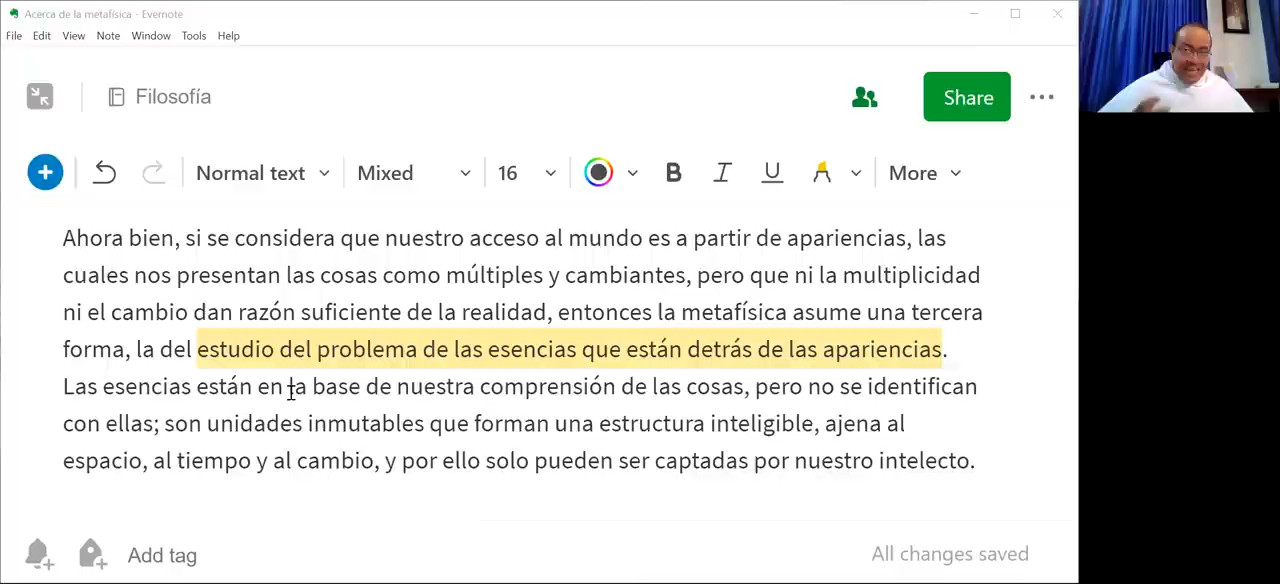 Acerca de la metafísica - Evernote
File Edit View Note Window Tools Help
Filosofía
Share
Normal text Mixed 16 B I U More
Ahora bien, si se considera que nuestro acceso al mundo es a partir de apariencias, las
cuales nos presentan las cosas como múltiples y cambiantes, pero que ni la multiplicidad
ni el cambio dan razón suficiente de la realidad, entonces la metafísica asume una tercera
forma, la del estudio del problema de las esencias que están detrás de las apariencias.
Las esencias están en la base de nuestra comprensión de las cosas, pero no se identifican
con ellas; son unidades inmutables que forman una estructura inteligible, ajena al
espacio, al tiempo y al cambio, y por ello solo pueden ser captadas por nuestro intelecto.
Add tag
All changes saved